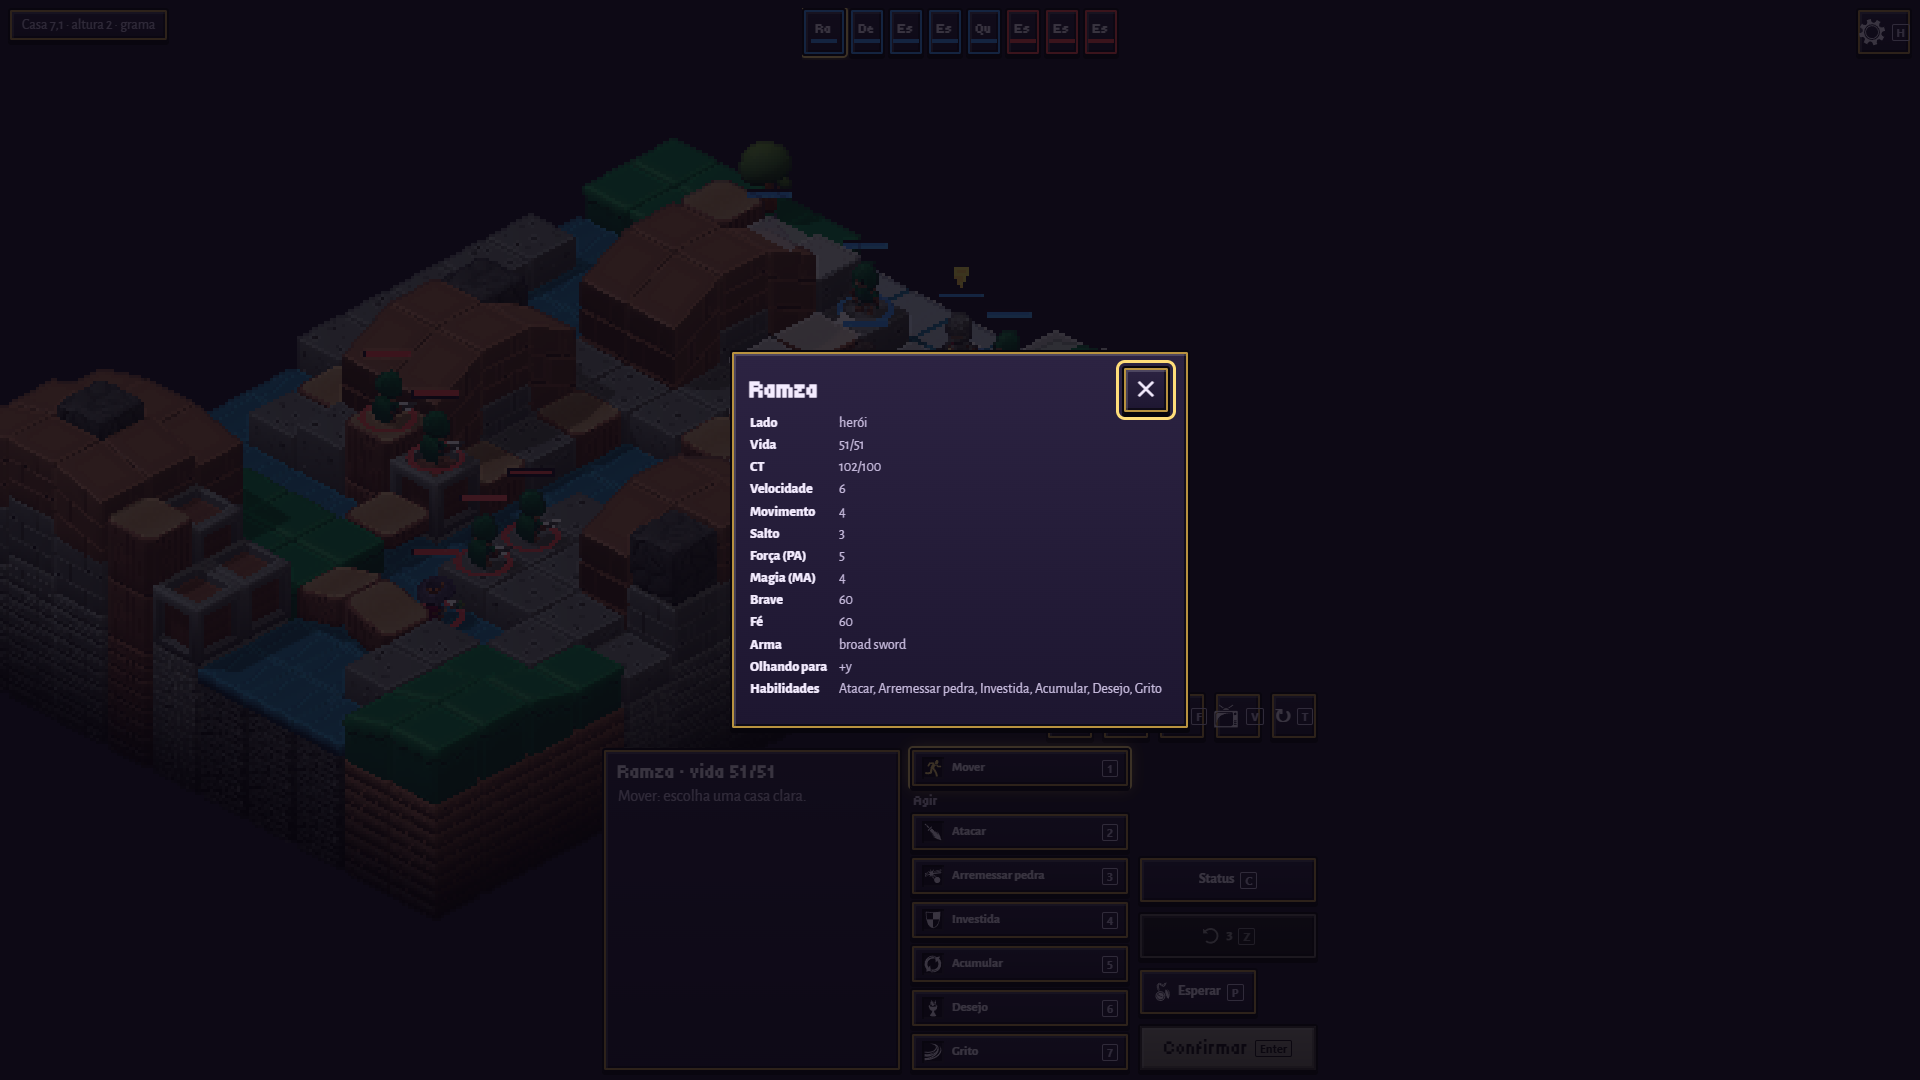 Casa 7,1 · altura 2 · grama
Ra De Es Es Qu Es Es Es
H
Ramza
Lado herói
Vida 51/51
CT 102/100
Velocidade 6
Movimento 4
Salto 3
Força (PA) 5
Magia (MA) 4
Brave 60
Fé 60
Arma broad sword
Olhando para +y
Habilidades Atacar, Arremessar pedra, Investida, Acumular, Desejo, Grito
F V T
Ramza · vida 51/51
Mover: escolha uma casa clara.
Mover 1
Agir
Atacar 2
Arremessar pedra 3
Investida 4
Acumular 5
Desejo 6
Grito 7
Status C
3 Z
Esperar P
Confirmar Enter